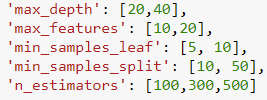 'max_depth': [20,40],
'max_features': [10,20],
'min_samples_leaf': [5, 10],
'min_samples_split': [10, 50],
'n_estimators': [100,300,500]